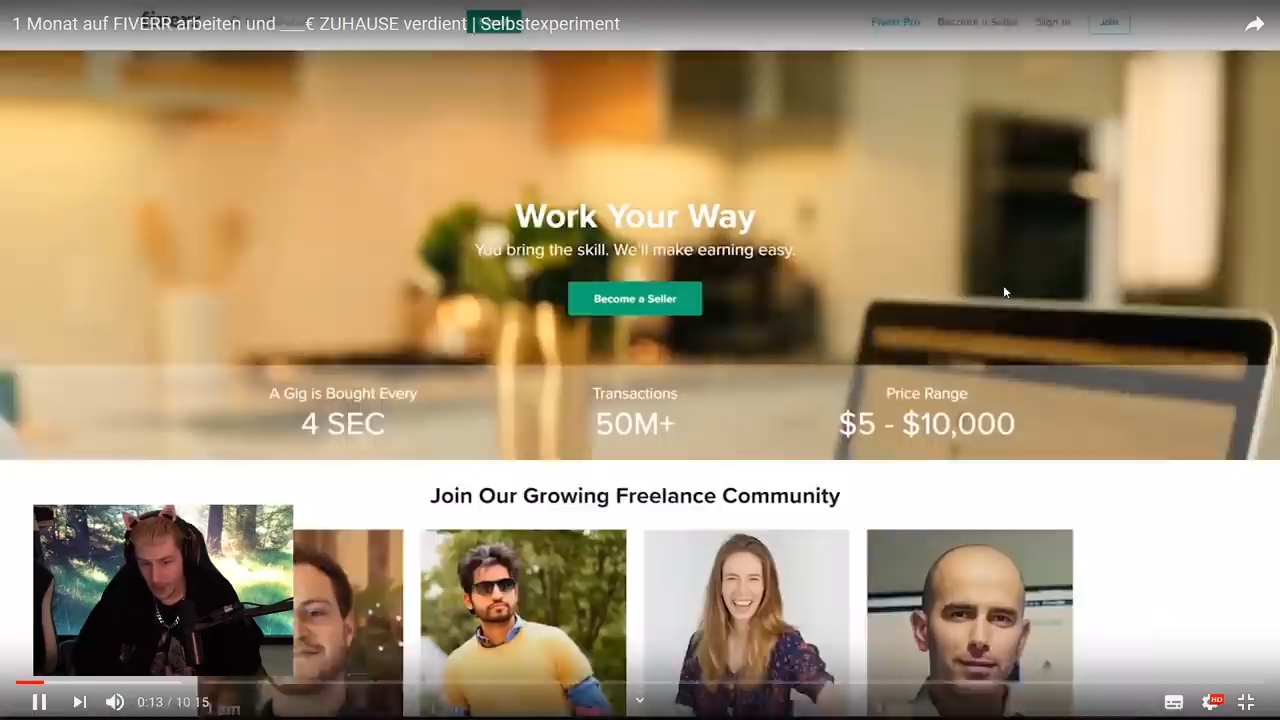 1 Monat auf FIVERR arbeiten und ___€ ZUHAUSE verdient | Selbstexperiment
Fiverr Pro Become a Seller Sign In Join
Work Your Way
You bring the skill. We'll make earning easy.
Become a Seller
A Gig is Bought Every
4 SEC
Transactions
50M+
Price Range
$5 - $10,000
Join Our Growing Freelance Community
I am
0:13 / 10:15
HD